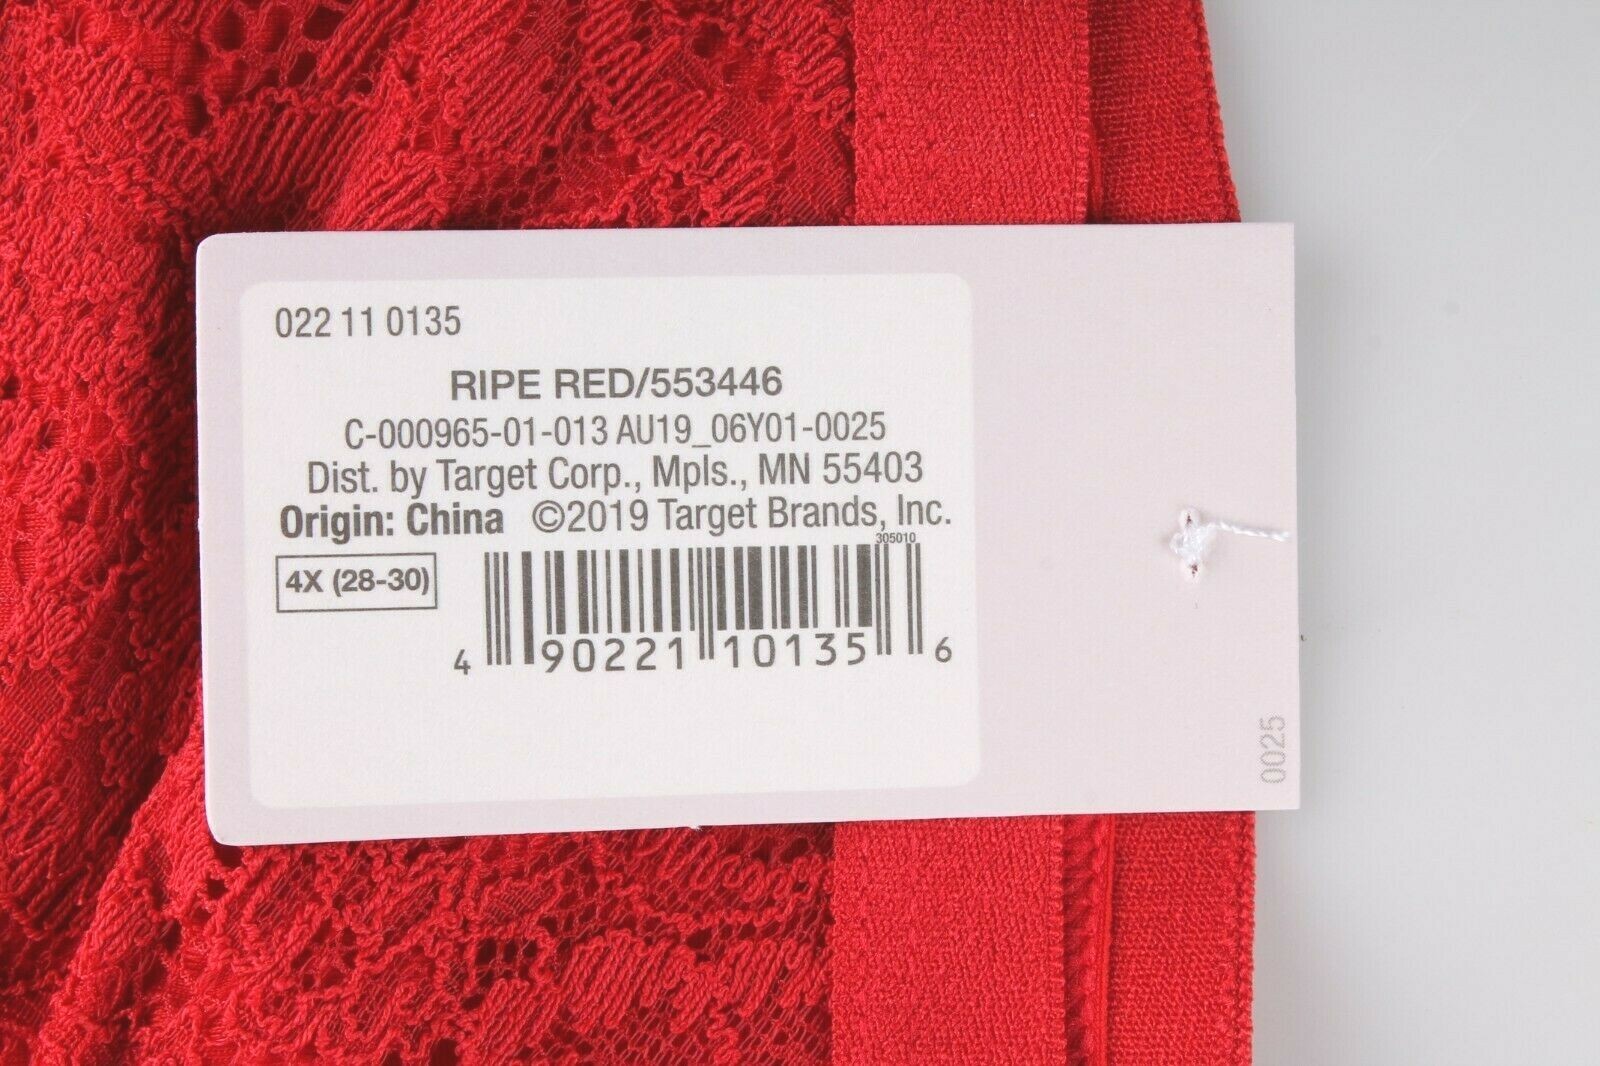 022 11 0135
RIPE RED/553446
C-000965-01-013 AU19_06Y01-0025
Dist. by Target Corp., Mpls., MN 55403
Origin: China ©2019 Target Brands, Inc.
305010
4X (28-30)
4 90221 10135 6
0025